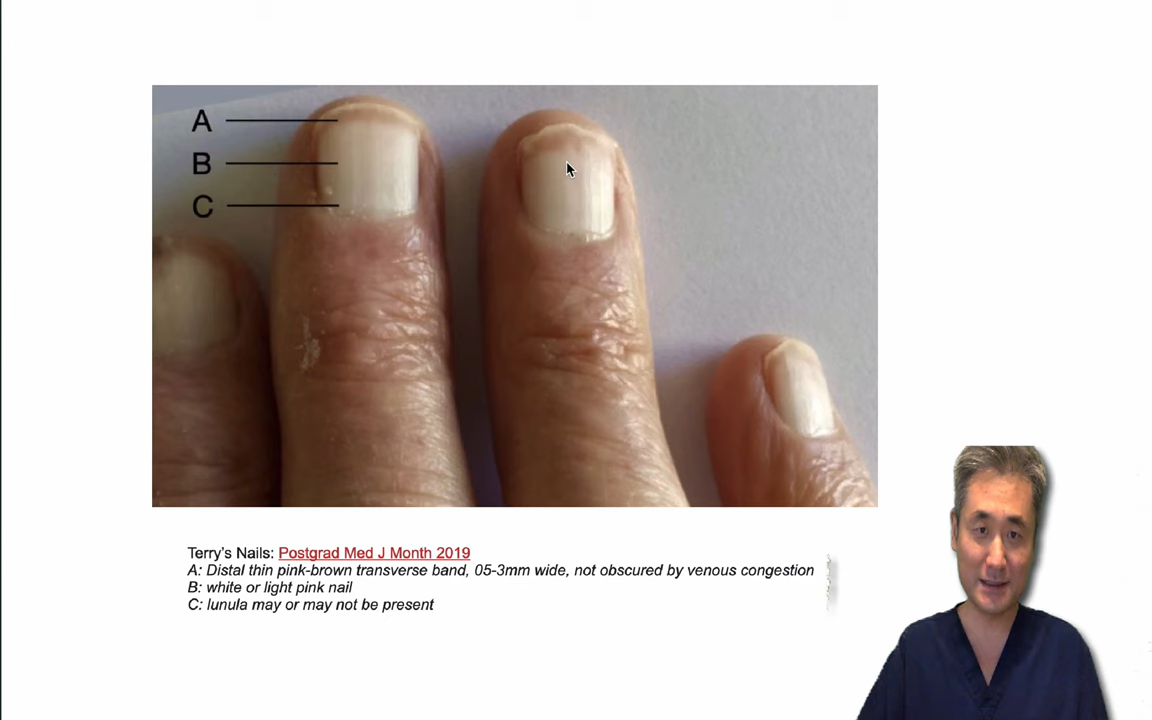 A
B
C
Terry's Nails: Postgrad Med J Month 2019
A: Distal thin pink-brown transverse band, 05-3mm wide, not obscured by venous congestion
B: white or light pink nail
C: lunula may or may not be present